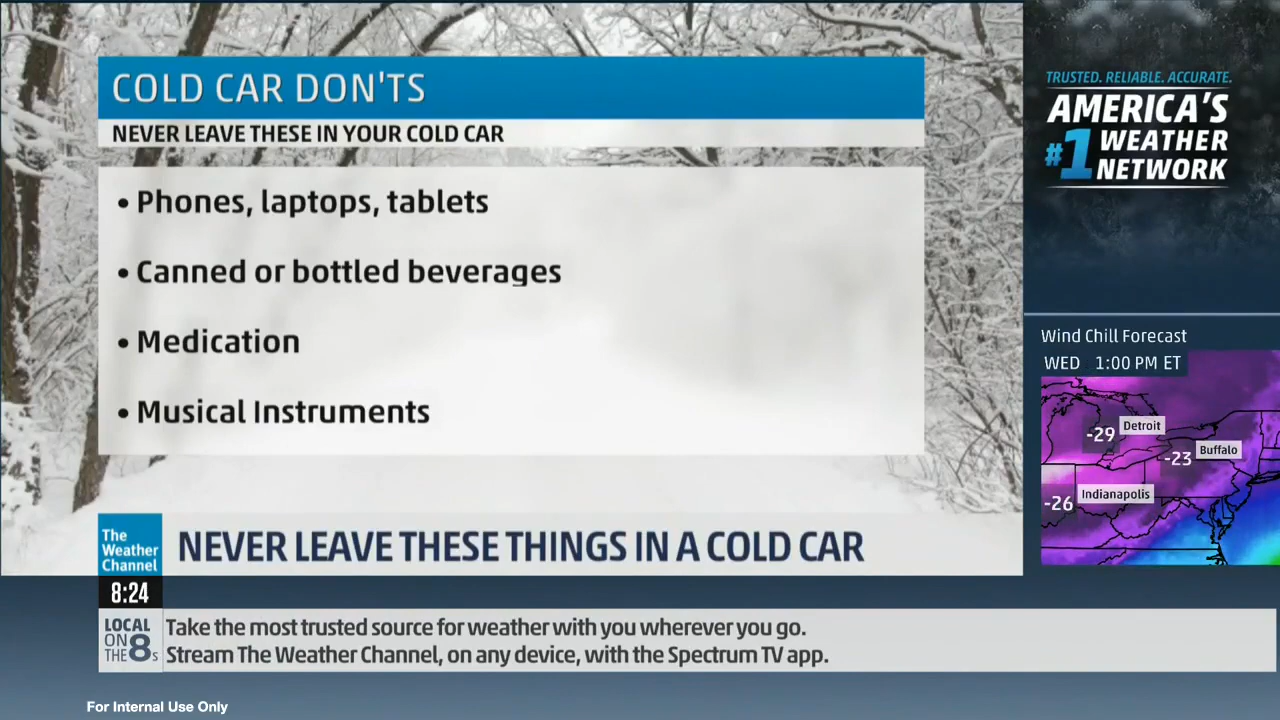 COLD CAR DON'TS
NEVER LEAVE THESE IN YOUR COLD CAR
• Phones, laptops, tablets
• Canned or bottled beverages
• Medication
• Musical Instruments
The
Weather
Channel
NEVER LEAVE THESE THINGS IN A COLD CAR
8:24
LOCAL
ON
THE 8s
Take the most trusted source for weather with you wherever you go.
Stream The Weather Channel, on any device, with the Spectrum TV app.
TRUSTED. RELIABLE. ACCURATE.
AMERICA'S
#1 WEATHER
NETWORK
Wind Chill Forecast
WED 1:00 PM ET
-29 Detroit
-23 Buffalo
-26 Indianapolis
For Internal Use Only